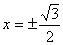 x = ±√3/2